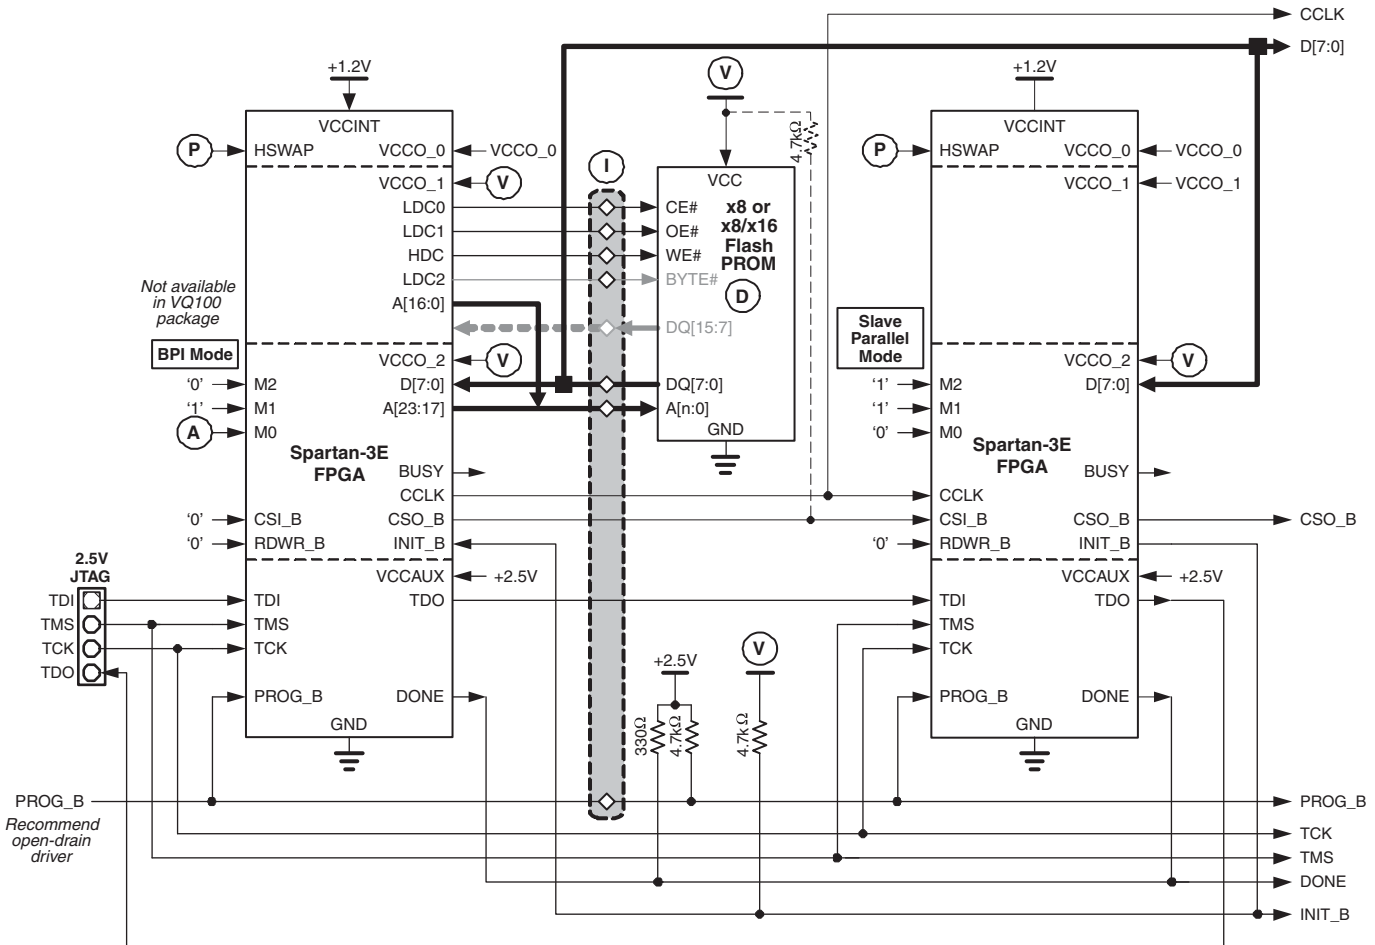 CCLK
D[7:0]
+1.2V
V
+1.2V
4.7kΩ
VCCINT
VCCINT
P
HSWAP
VCCO_0
VCCO_0
I
P
HSWAP
VCCO_0
VCCO_0
VCCO_1
V
VCC
VCCO_1
VCCO_1
LDC0
CE#
x8 or
x8/x16
Flash
PROM
LDC1
OE#
HDC
WE#
LDC2
BYTE#
D
Not available
in VQ100
package
A[16:0]
DQ[15:7]
Slave
Parallel
Mode
BPI Mode
VCCO_2
V
VCCO_2
V
‘0’
M2
D[7:0]
DQ[7:0]
‘1’
M2
D[7:0]
‘1’
M1
A[23:17]
A[n:0]
‘1’
M1
A
M0
GND
‘0’
M0
Spartan-3E
FPGA
Spartan-3E
FPGA
BUSY
BUSY
CCLK
CCLK
‘0’
CSI_B
CSO_B
CSI_B
CSO_B
CSO_B
‘0’
RDWR_B
INIT_B
‘0’
RDWR_B
INIT_B
2.5V
JTAG
VCCAUX
+2.5V
VCCAUX
+2.5V
TDI
TDI
TDO
TDI
TDO
TMS
TMS
TMS
TCK
TCK
V
TCK
TDO
+2.5V
PROG_B
DONE
PROG_B
DONE
330Ω
4.7kΩ
4.7kΩ
GND
GND
PROG_B
PROG_B
Recommend
open-drain
driver
TCK
TMS
DONE
INIT_B